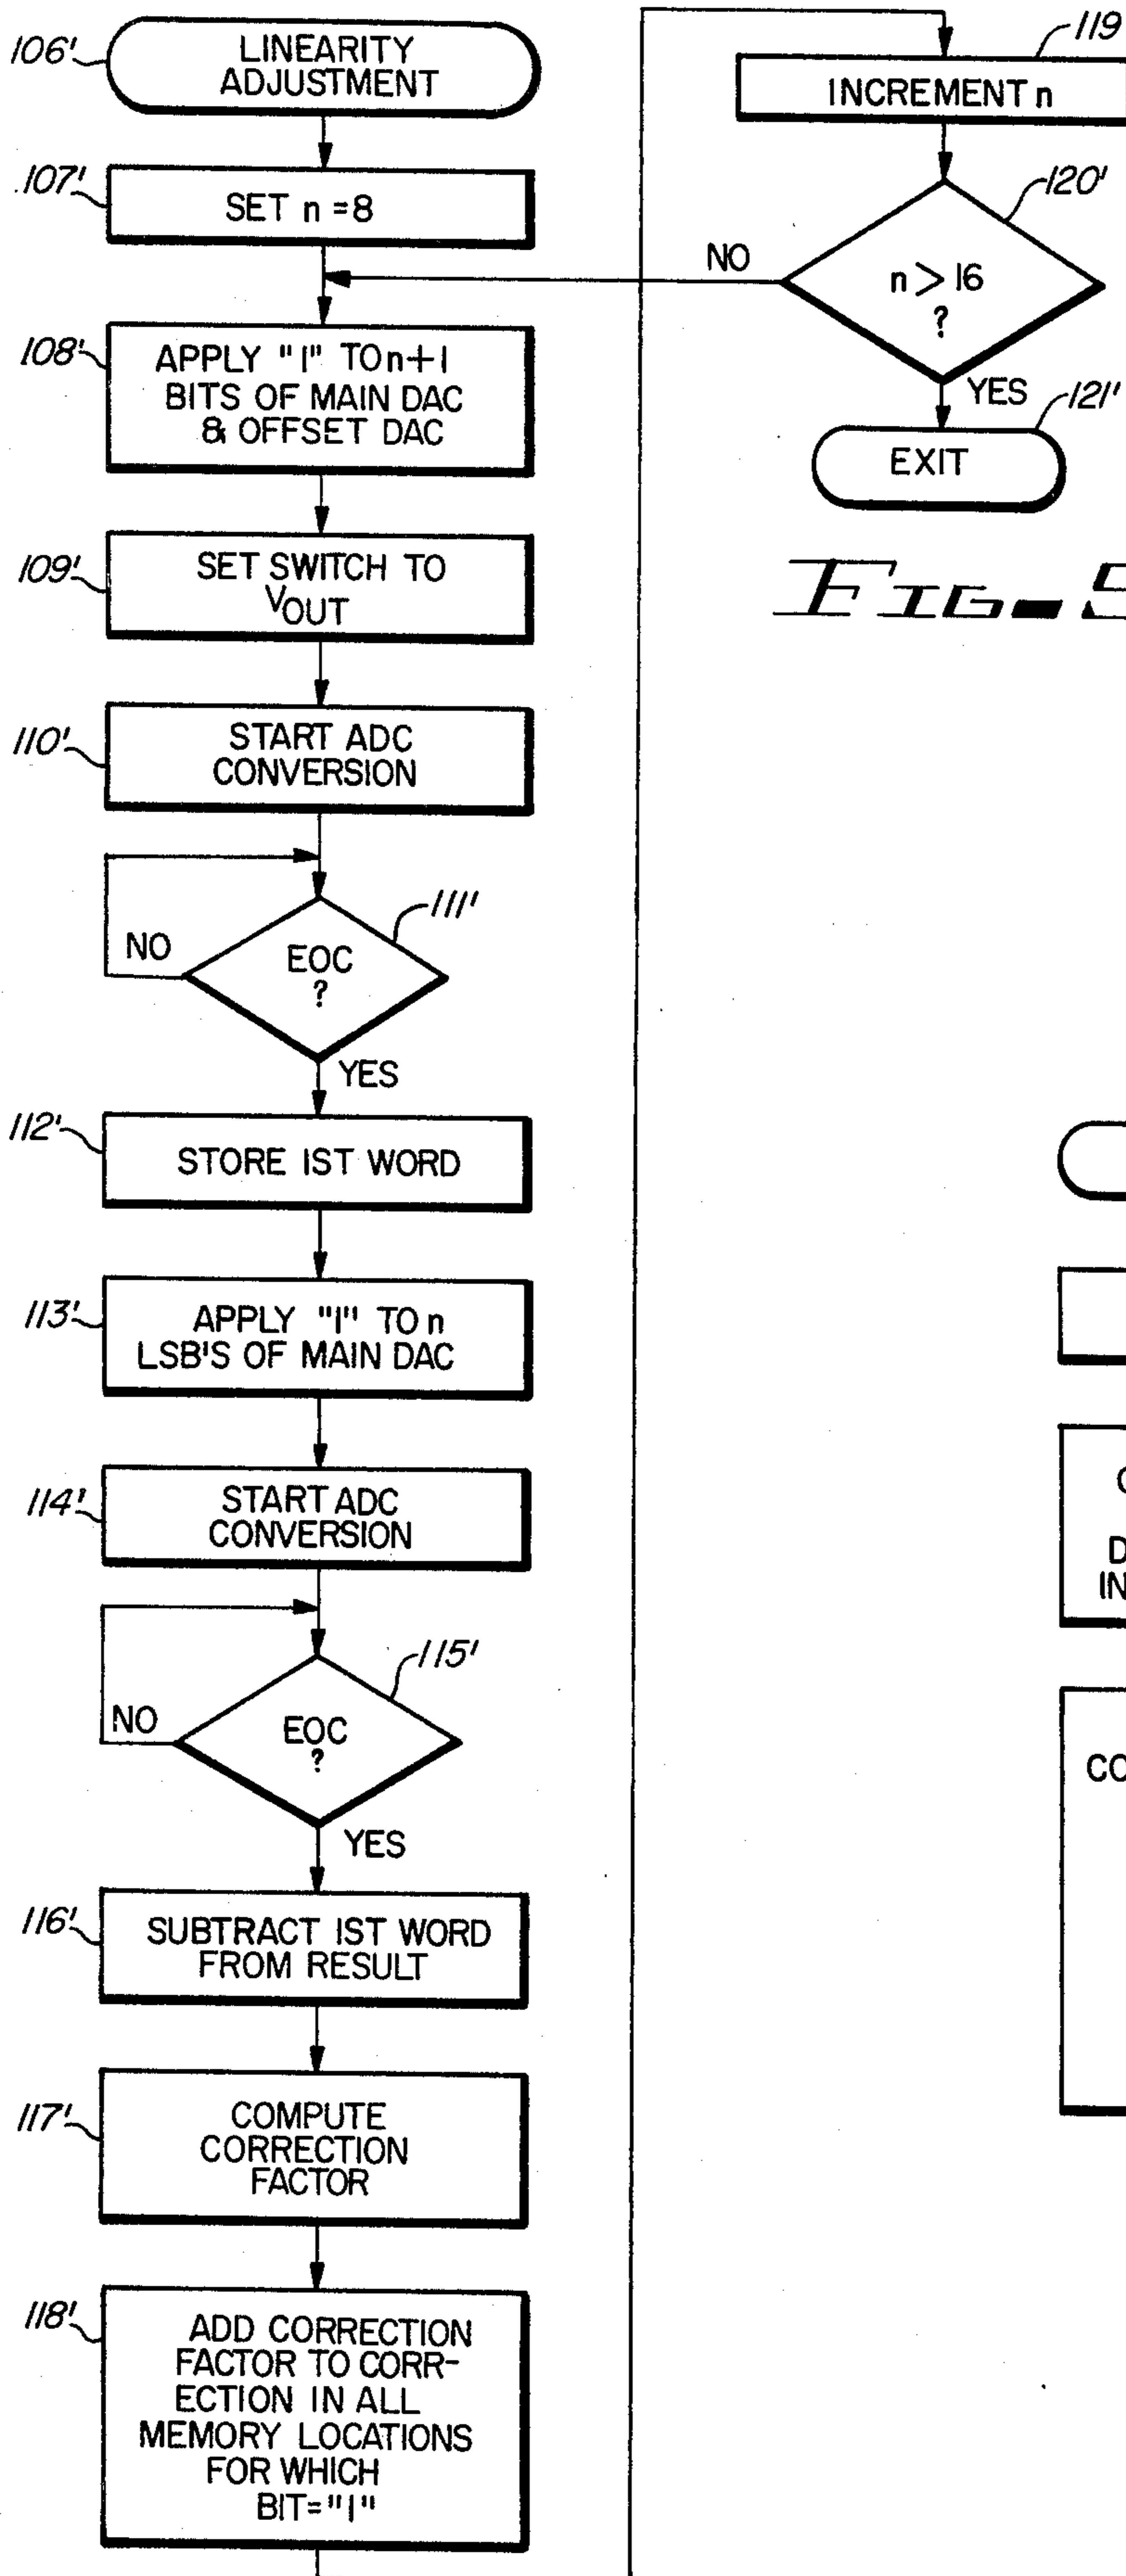 106'
LINEARITY
ADJUSTMENT
107'
SET n = 8
108'
APPLY "1" TO n+1
BITS OF MAIN DAC
& OFFSET DAC
109'
SET SWITCH TO
VOUT
110'
START ADC
CONVERSION
111'
EOC
?
NO
YES
112'
STORE 1ST WORD
113'
APPLY "1" TO n
LSB'S OF MAIN DAC
114'
START ADC
CONVERSION
115'
EOC
?
NO
YES
116'
SUBTRACT 1ST WORD
FROM RESULT
117'
COMPUTE
CORRECTION
FACTOR
118'
ADD CORRECTION
FACTOR TO CORR-
ECTION IN ALL
MEMORY LOCATIONS
FOR WHICH
BIT="1"
119
INCREMENT n
120'
n > 16
?
NO
YES
121'
EXIT
FIG-5
D
IN
CO